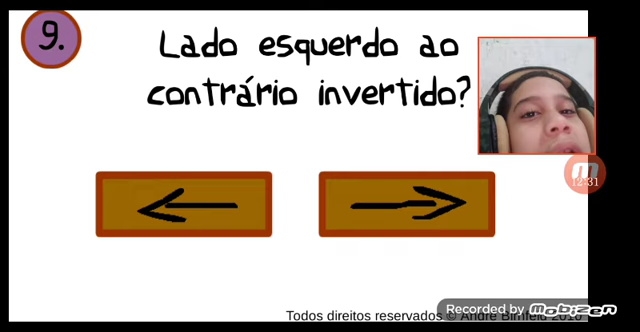 9.
Lado esquerdo ao
contrário invertido?
12:31
Todos direitos reservados ©
Recorded by Mobizen